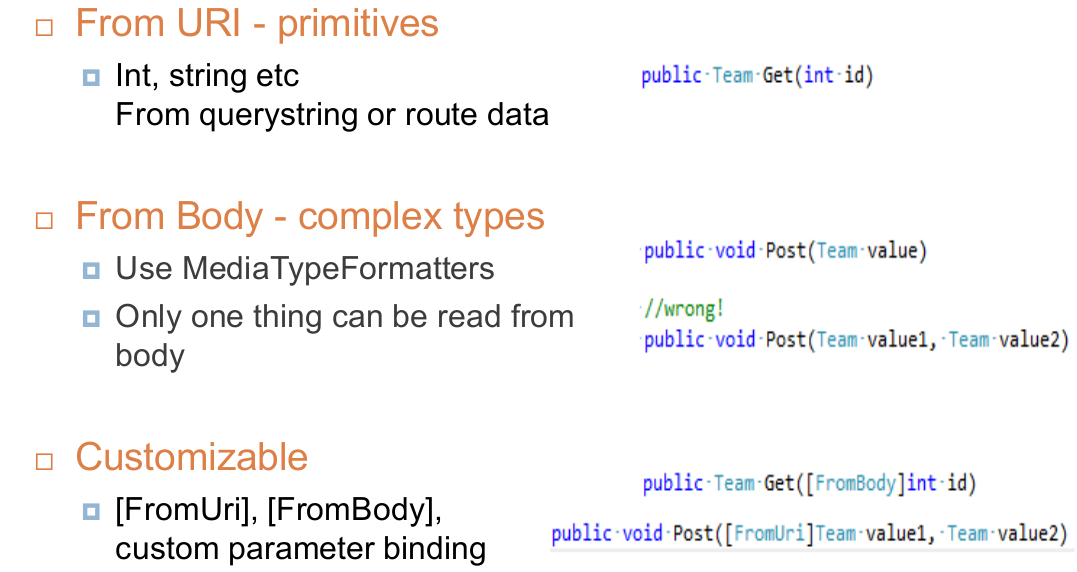 From URI - primitives
Int, string etc
From querystring or route data
public Team Get(int id)
From Body - complex types
Use MediaTypeFormatters
Only one thing can be read from
body
public void Post(Team value)
//wrong!
public void Post(Team value1, Team value2)
Customizable
[FromUri], [FromBody],
custom parameter binding
public Team Get([FromBody]int id)
public void Post([FromUri]Team value1, Team value2)